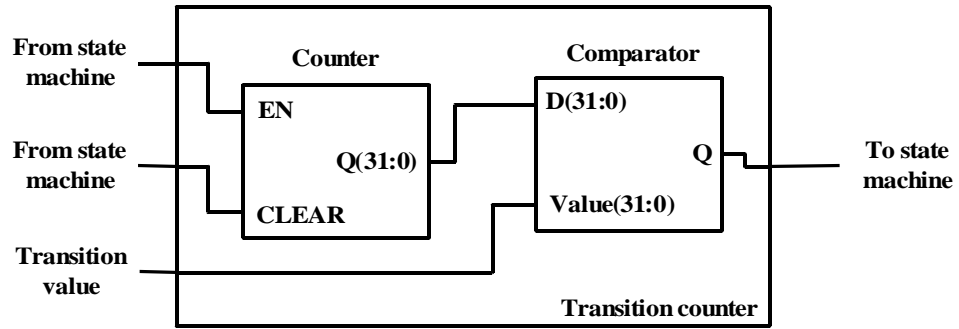 From state
machine
Counter
Comparator
EN
D(31:0)
From state
machine
Q(31:0)
Q
To state
machine
CLEAR
Value(31:0)
Transition
value
Transition counter